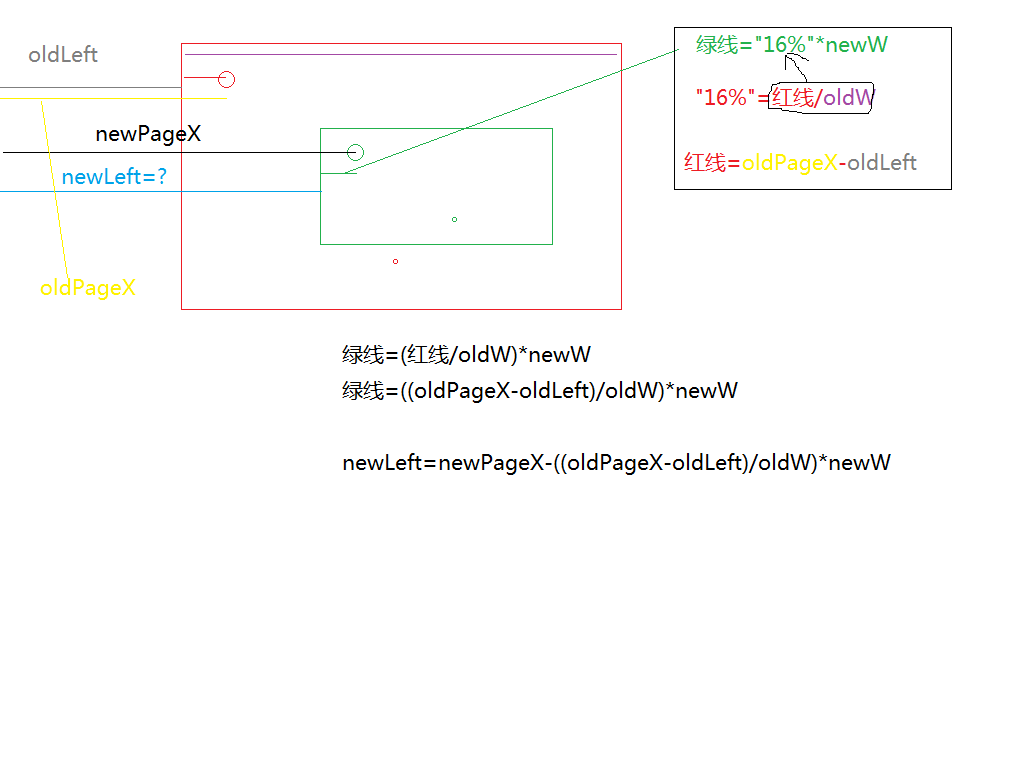 oldLeft
newPageX
newLeft=?
oldPageX
绿线="16%"*newW
"16%"=红线/oldW
红线=oldPageX-oldLeft
绿线=(红线/oldW)*newW
绿线=((oldPageX-oldLeft)/oldW)*newW
newLeft=newPageX-((oldPageX-oldLeft)/oldW)*newW